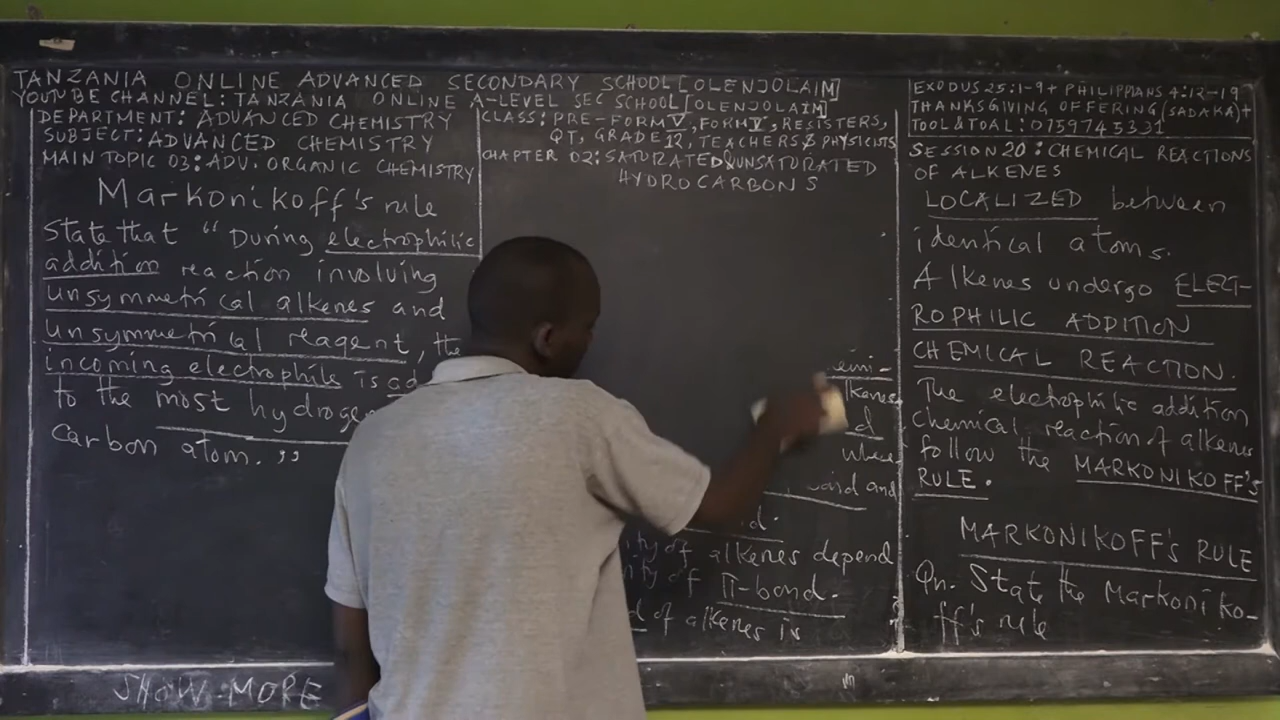 TANZANIA ONLINE ADVANCED SECONDARY SCHOOL [OLENJOLAIM]
YOUTUBE CHANNEL: TANZANIA ONLINE A-LEVEL SEC SCHOOL [OLENJOLAIM]
DEPARTMENT: ADVANCED CHEMISTRY
SUBJECT: ADVANCED CHEMISTRY
MAIN TOPIC 03: ADV. ORGANIC CHEMISTRY
Markonikoff's rule
State that "During electrophilic
addition reaction involving
unsymmetrical alkenes and
unsymmetrical reagent, the
incoming electrophile is
to the most
carbon atom."
CLASS: PRE-FORM V, FORM V, RESISTERS,
QT, GRADE 12, TEACHERS & PHYSICISTS
CHAPTER 02: SATURATED & UNSATURATED
HYDROCARBONS
where
and
of alkenes depend
of π-bond.
of alkenes is
EXODUS 25:1-9 + PHILIPPIANS 4:12-19
THANKSGIVING OFFERING (SADAKA) +
TOOL & TOAL: 0759745331
SESSION 20: CHEMICAL REACTIONS
OF ALKENES
LOCALIZED between
identical atoms.
Alkenes undergo ELECT-
ROPHILIC ADDITION
CHEMICAL REACTION.
The electrophilic addition
Chemical reaction of alkenes
follow the MARKONIKOFF'S
RULE.
MARKONIKOFF'S RULE
Qn. State the Markoniko-
ff's rule
SHOW MORE